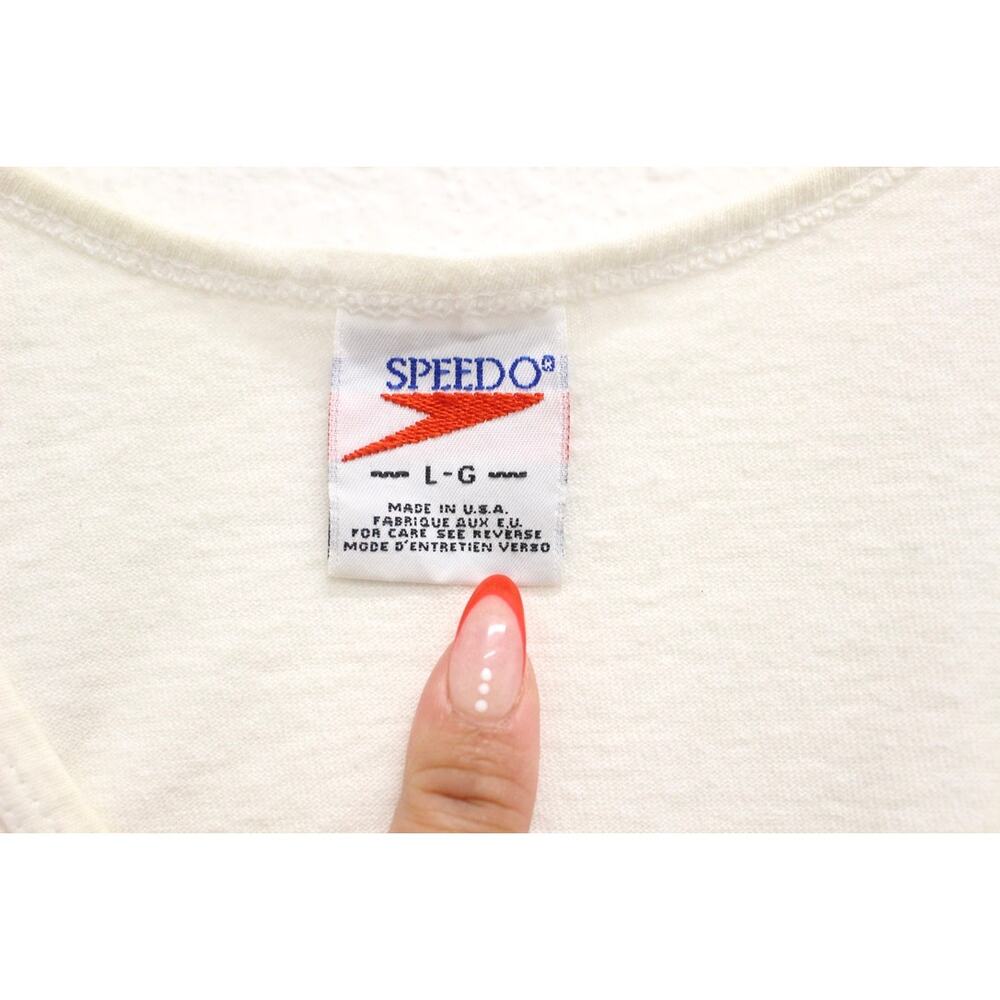 SPEEDO®
L-G
MADE IN U.S.A.
FABRIQUE AUX E.U.
FOR CARE SEE REVERSE
MODE D'ENTRETIEN VERSO